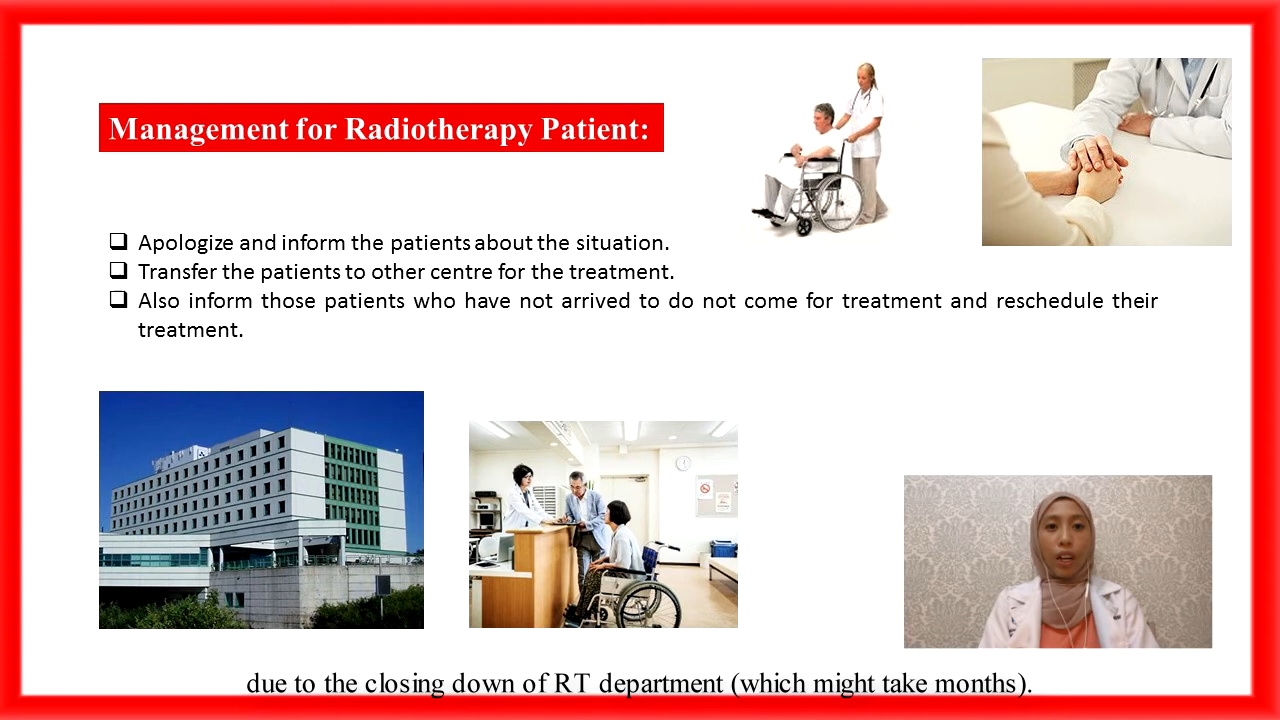 Management for Radiotherapy Patient:
❑ Apologize and inform the patients about the situation.
❑ Transfer the patients to other centre for the treatment.
❑ Also inform those patients who have not arrived to do not come for treatment and reschedule their
treatment.
due to the closing down of RT department (which might take months).